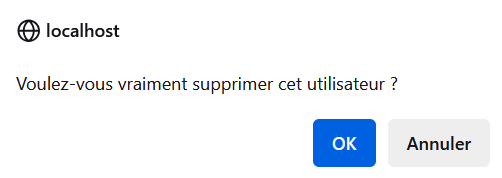 localhost
Voulez-vous vraiment supprimer cet utilisateur ?
OK Annuler